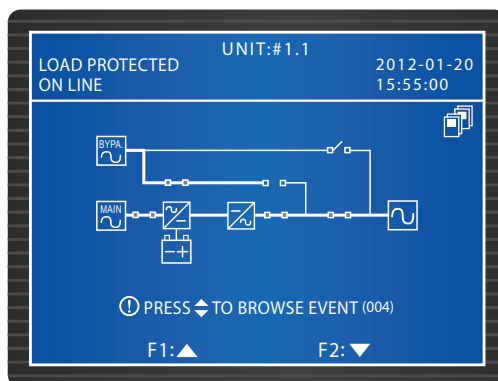 UNIT:#1.1
LOAD PROTECTED
2012-01-20
ON LINE
15:55:00
BYPA.
MAIN
PRESS TO BROWSE EVENT (004)
F1:
F2: